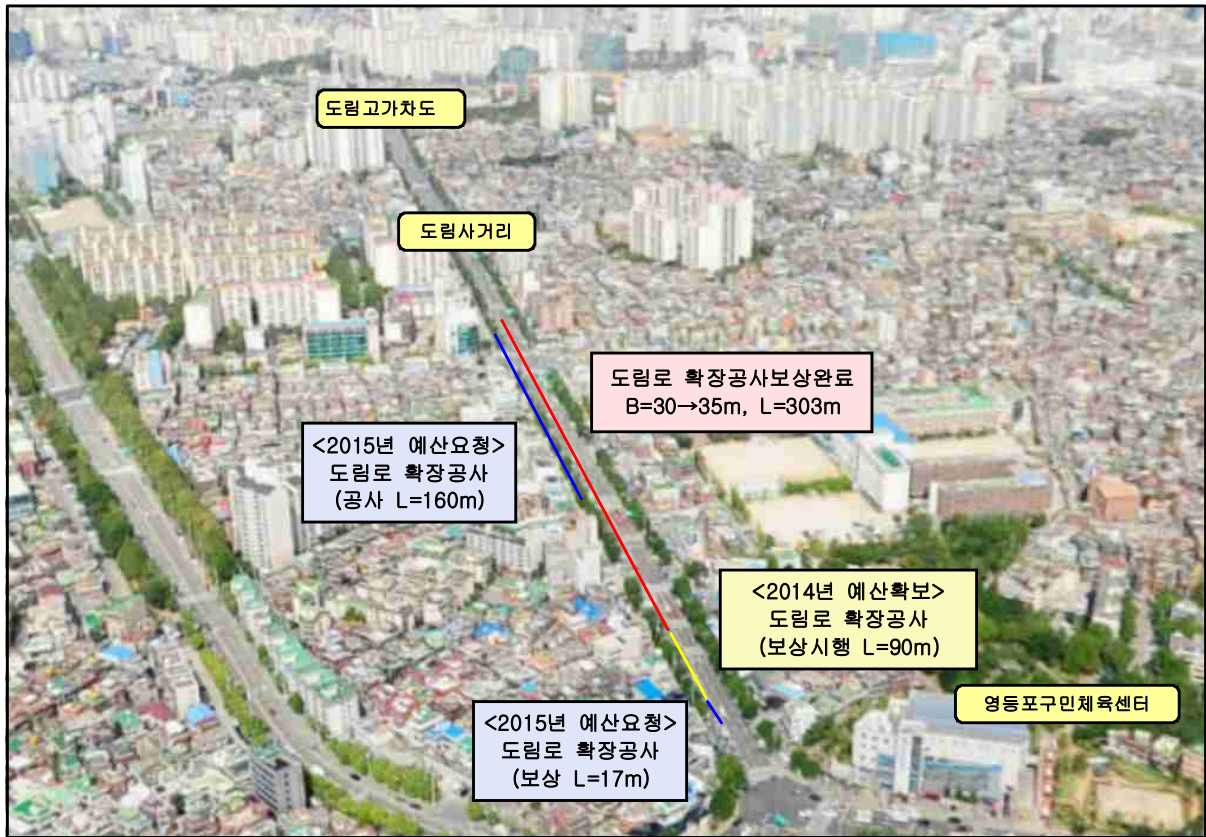 도림고가차도
도림사거리
도림로 확장공사보상완료
B=30→35m, L=303m
<2015년 예산요청>
도림로 확장공사
(공사 L=160m)
<2014년 예산확보>
도림로 확장공사
(보상시행 L=90m)
영등포구민체육센터
<2015년 예산요청>
도림로 확장공사
(보상 L=17m)